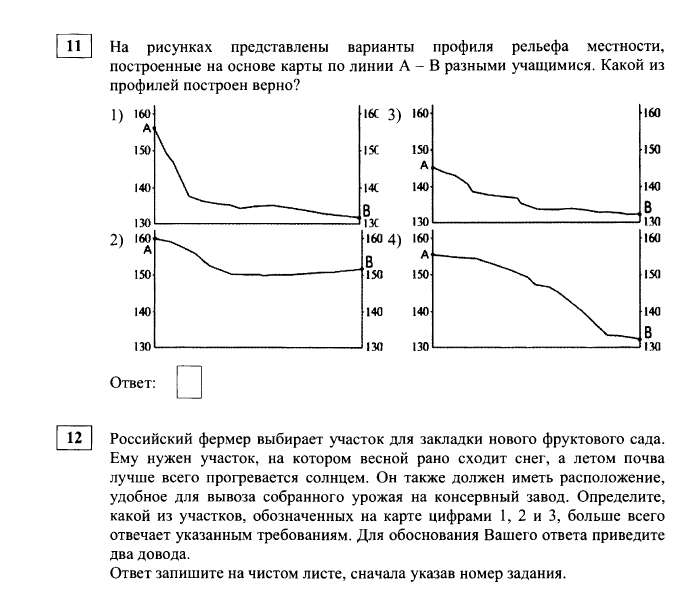 11
На рисунках представлены варианты профиля рельефа местности,
построенные на основе карты по линии А – В разными учащимися. Какой из
профилей построен верно?
1) 160 160 3) 160 160
А
150 150 150 150
А
140 140 140 140
В В
130 130 130 130
2) 160 160 4) 160 160
А В А
150 150 150 150
140 140 140 140
В
130 130 130 130
Ответ:
12
Российский фермер выбирает участок для закладки нового фруктового сада.
Ему нужен участок, на котором весной рано сходит снег, а летом почва
лучше всего прогревается солнцем. Он также должен иметь расположение,
удобное для вывоза собранного урожая на консервный завод. Определите,
какой из участков, обозначенных на карте цифрами 1, 2 и 3, больше всего
отвечает указанным требованиям. Для обоснования Вашего ответа приведите
два довода.
Ответ запишите на чистом листе, сначала указав номер задания.